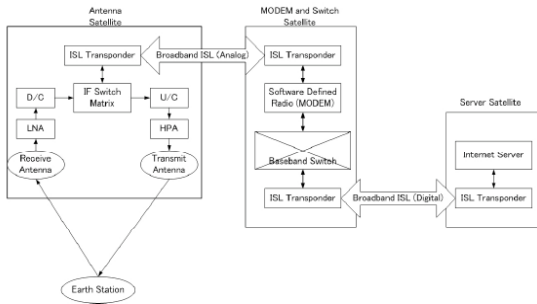 Antenna
Satellite
ISL Transponder
D/C
IF Switch
Matrix
U/C
LNA
HPA
Receive
Antenna
Transmit
Antenna
Earth Station
Broadband ISL (Analog)
MODEM and Switch
Satellite
ISL Transponder
Software Defined
Radio (MODEM)
Baseband Switch
ISL Transponder
Broadband ISL (Digital)
Server Satellite
Internet Server
ISL Transponder